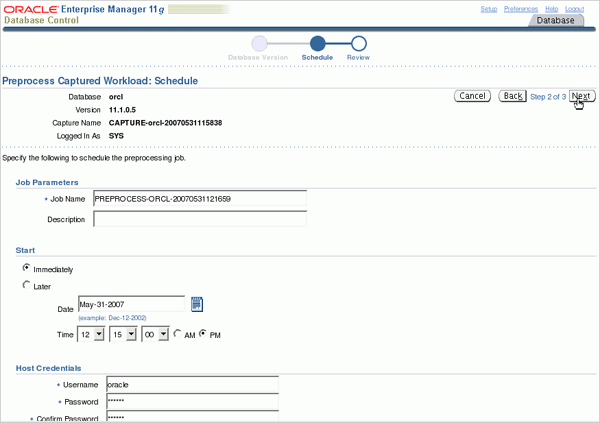 ORACLE Enterprise Manager 11g
Database Control
Setup Preferences Help Logout
Database
Database Version Schedule Review
Preprocess Captured Workload: Schedule
Database orcl
Cancel Back Step 2 of 3 Next
Version 11.1.0.5
Capture Name CAPTURE-orcl-20070531115838
Logged In As SYS
Specify the following to schedule the preprocessing job.
Job Parameters
* Job Name PREPROCESS-ORCL-20070531121659
Description
Start
Immediately
Later
Date May-31-2007
(example: Dec-12-2002)
Time 12 15 00 AM PM
Host Credentials
* Username oracle
* Password ******
* Confirm Password ******